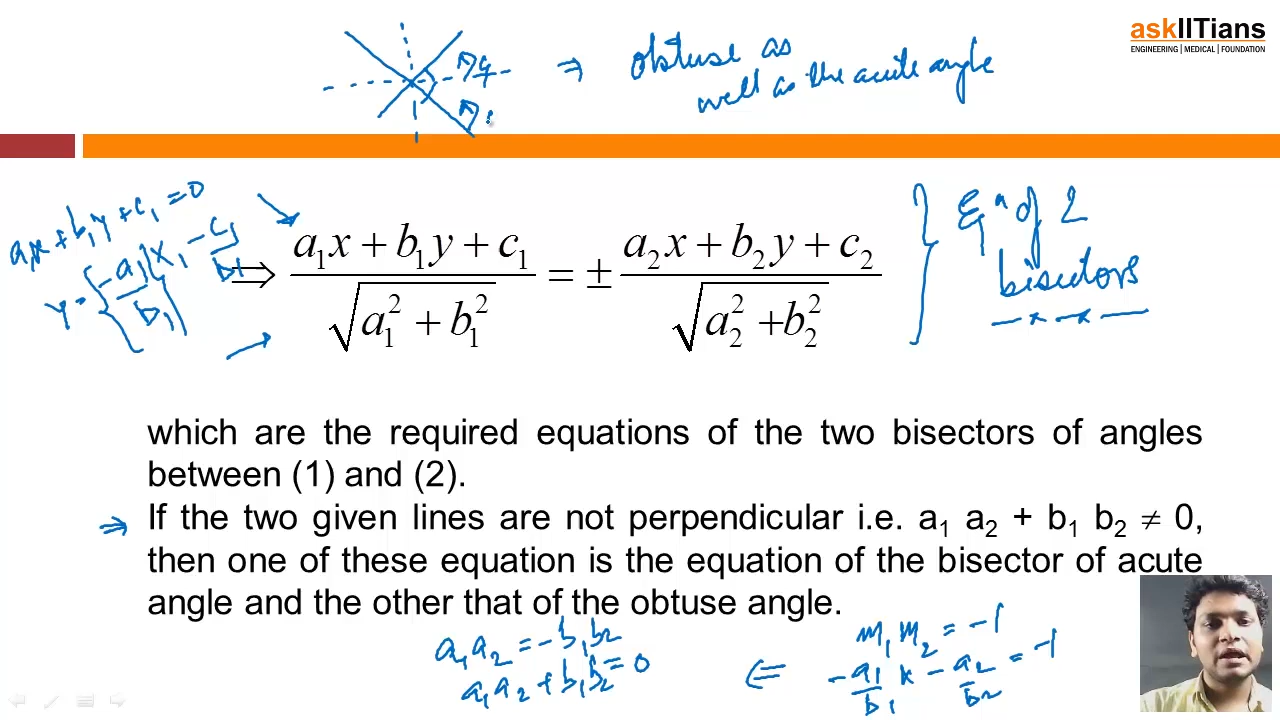 askIITians
ENGINEERING | MEDICAL | FOUNDATION
⇒ obtuse as
well as the acute angle
a₁x + b₁y + c₁ = 0
y = {-a₁/b₁}x, - c₁/b₁
⇒ (a₁x + b₁y + c₁)/√(a₁² + b₁²) = ± (a₂x + b₂y + c₂)/√(a₂² + b₂²)
} Eqⁿ of 2
bisectors
which are the required equations of the two bisectors of angles
between (1) and (2).
⇒ If the two given lines are not perpendicular i.e. a₁ a₂ + b₁ b₂ ≠ 0,
then one of these equation is the equation of the bisector of acute
angle and the other that of the obtuse angle.
a₁a₂ = -b₁b₂
a₁a₂ + b₁b₂ = 0
⇐
m₁m₂ = -1
-a₁/b₁ x -a₂/b₂ = -1